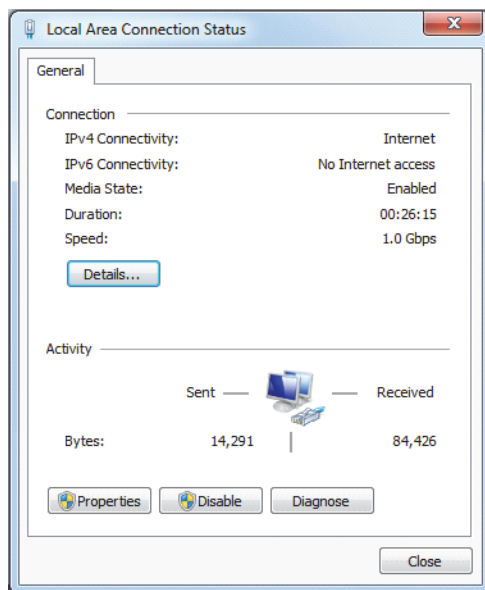 Local Area Connection Status
x
General
Connection
IPv4 Connectivity: Internet
IPv6 Connectivity: No Internet access
Media State: Enabled
Duration: 00:26:15
Speed: 1.0 Gbps
Details...
Activity
Sent Received
Bytes: 14,291 84,426
Properties Disable Diagnose
Close